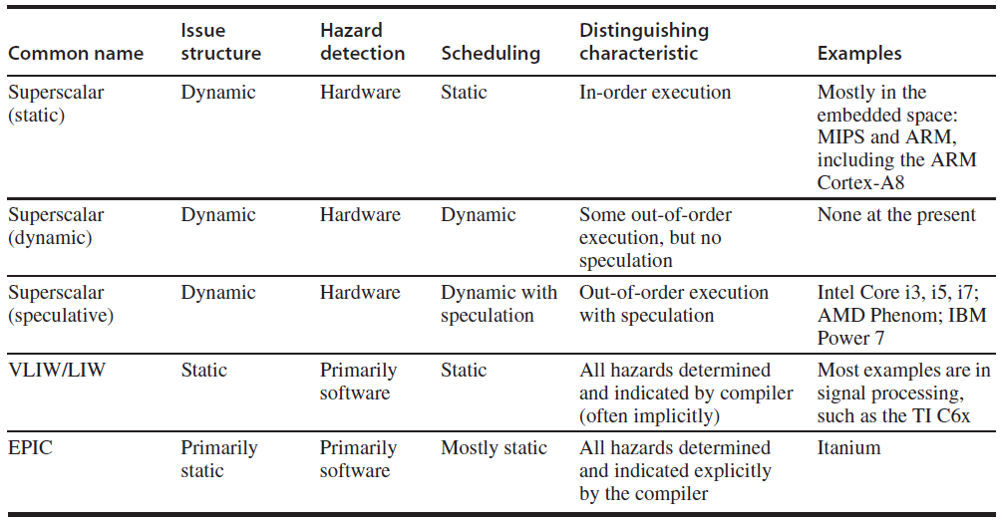 Common name Issue structure Hazard detection Scheduling Distinguishing characteristic Examples
Superscalar (static) Dynamic Hardware Static In-order execution Mostly in the embedded space: MIPS and ARM, including the ARM Cortex-A8
Superscalar (dynamic) Dynamic Hardware Dynamic Some out-of-order execution, but no speculation None at the present
Superscalar (speculative) Dynamic Hardware Dynamic with speculation Out-of-order execution with speculation Intel Core i3, i5, i7; AMD Phenom; IBM Power 7
VLIW/LIW Static Primarily software Static All hazards determined and indicated by compiler (often implicitly) Most examples are in signal processing, such as the TI C6x
EPIC Primarily static Primarily software Mostly static All hazards determined and indicated explicitly by the compiler Itanium